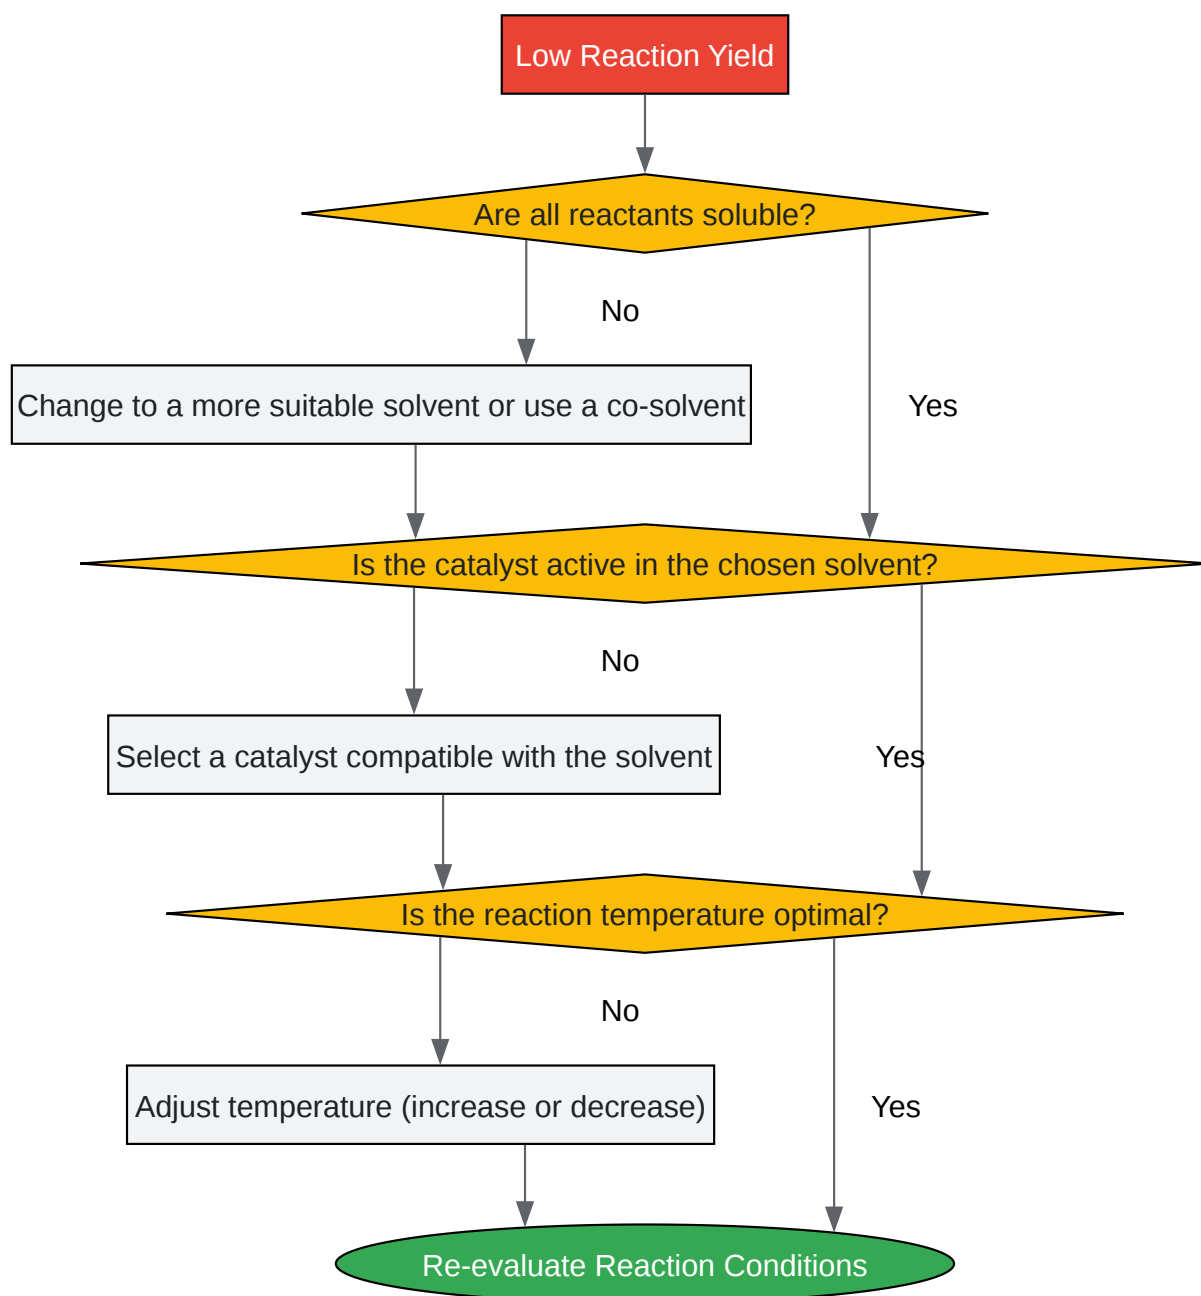 Low Reaction Yield
Are all reactants soluble?
No
Change to a more suitable solvent or use a co-solvent
Yes
Is the catalyst active in the chosen solvent?
No
Select a catalyst compatible with the solvent
Yes
Is the reaction temperature optimal?
No
Adjust temperature (increase or decrease)
Yes
Re-evaluate Reaction Conditions